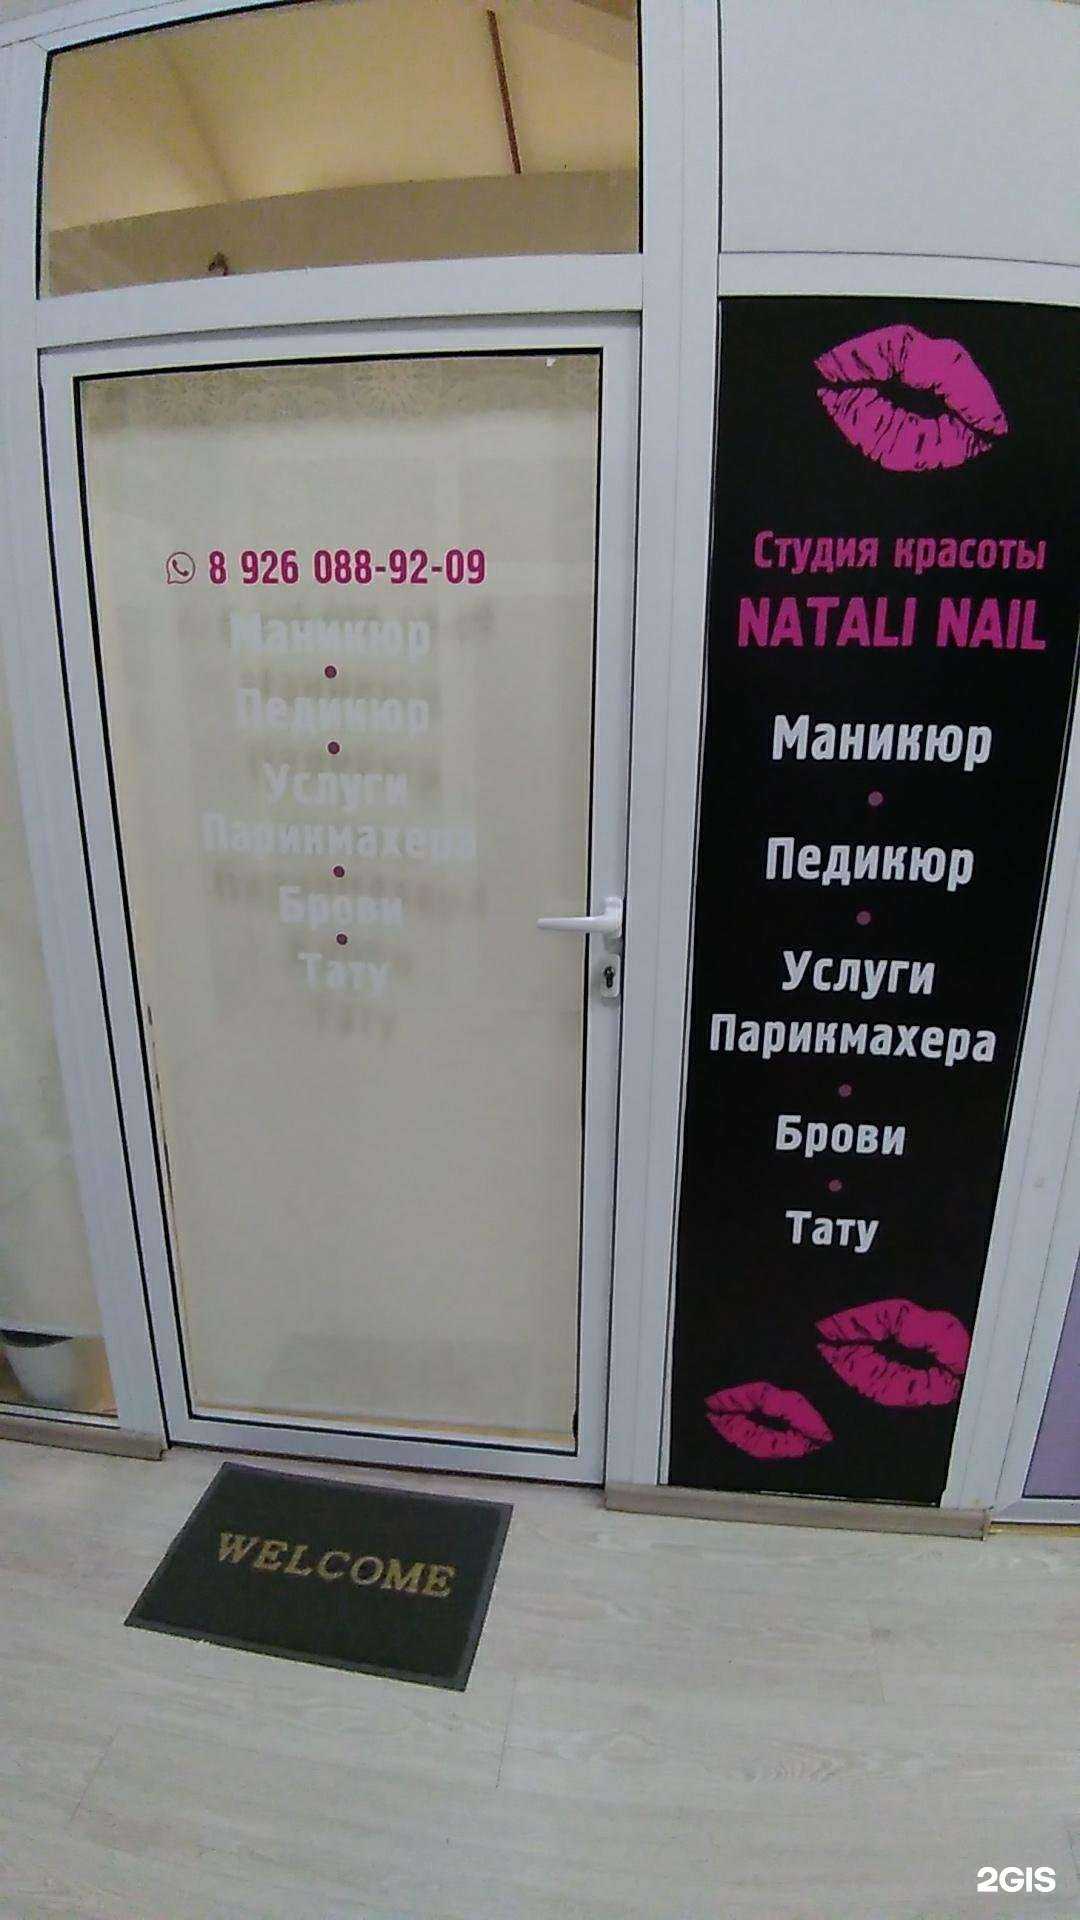 8 926 088-92-09
Маникюр
Педикюр
Услуги
Парикмахера
Брови
Тату
Студия красоты
NATALI NAIL
Маникюр
Педикюр
Услуги
Парикмахера
Брови
Тату
WELCOME
2GIS